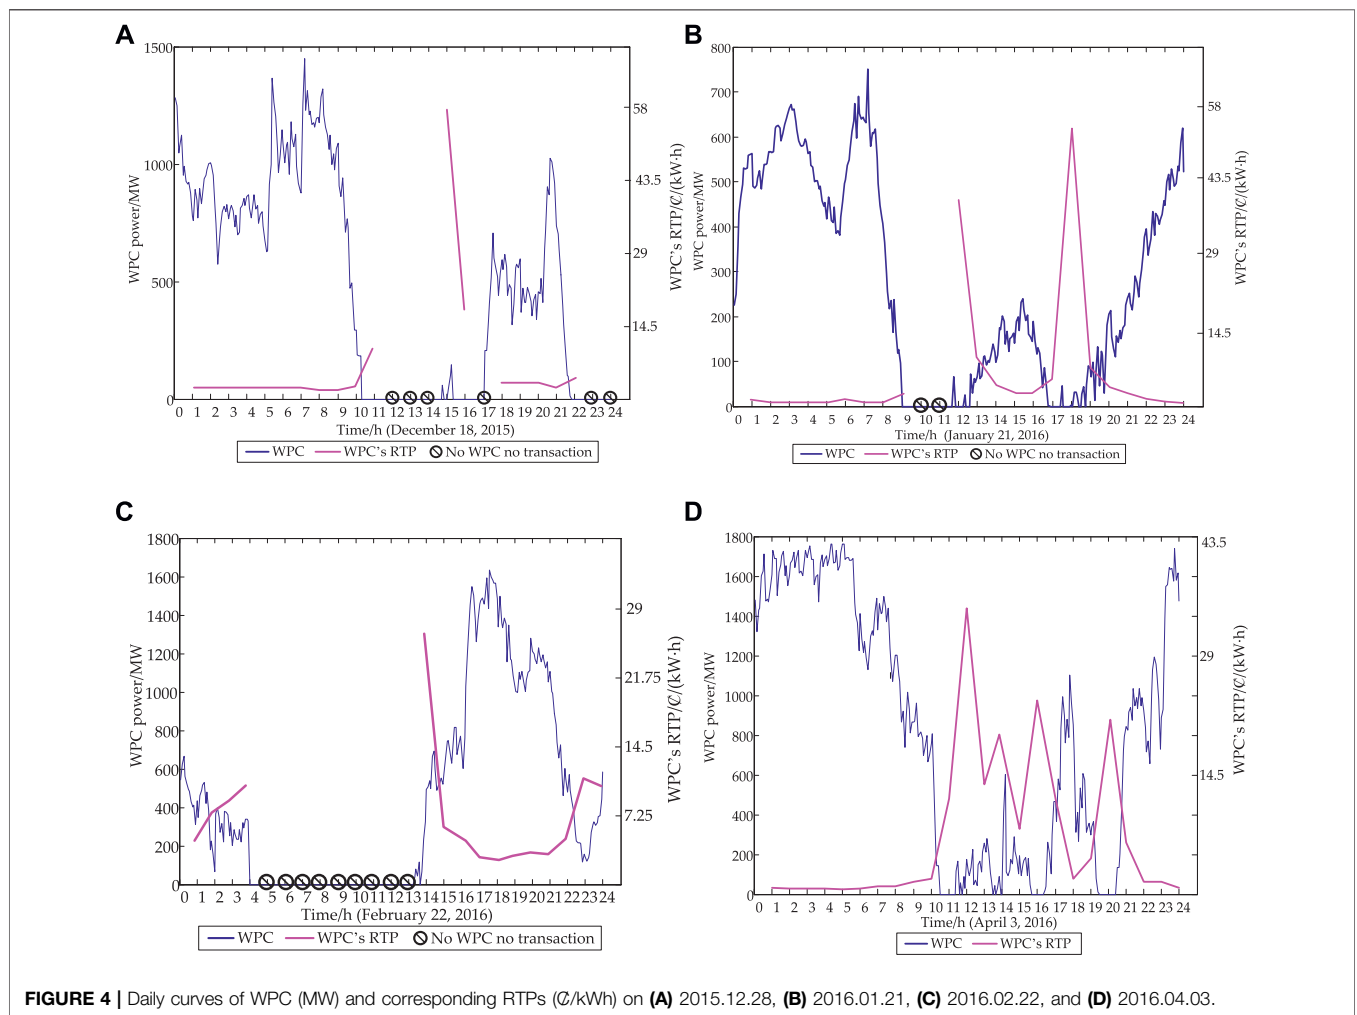 A
1500
1000
500
0
WPC power/MW
58
43.5
29
14.5
WPC's RTP/₡/(kW·h)
0 1 2 3 4 5 6 7 8 9 10 11 12 13 14 15 16 17 18 19 20 21 22 23 24
Time/h (December 18, 2015)
WPC WPC's RTP No WPC no transaction
B
800
700
600
500
400
300
200
100
0
WPC power/MW
58
43.5
29
14.5
WPC's RTP/₡/(kW·h)
0 1 2 3 4 5 6 7 8 9 10 11 12 13 14 15 16 17 18 19 20 21 22 23 24
Time/h (January 21, 2016)
WPC WPC's RTP No WPC no transaction
C
1800
1600
1400
1200
1000
800
600
400
200
0
WPC power/MW
29
21.75
14.5
7.25
WPC's RTP/₡/(kW·h)
0 1 2 3 4 5 6 7 8 9 10 11 12 13 14 15 16 17 18 19 20 21 22 23 24
Time/h (February 22, 2016)
WPC WPC's RTP No WPC no transaction
D
1800
1600
1400
1200
1000
800
600
400
200
0
WPC power/MW
43.5
29
14.5
WPC's RTP/₡/(kW·h)
0 1 2 3 4 5 6 7 8 9 10 11 12 13 14 15 16 17 18 19 20 21 22 23 24
Time/h (April 3, 2016)
WPC WPC's RTP
FIGURE 4 | Daily curves of WPC (MW) and corresponding RTPs (₡/kWh) on (A) 2015.12.28, (B) 2016.01.21, (C) 2016.02.22, and (D) 2016.04.03.